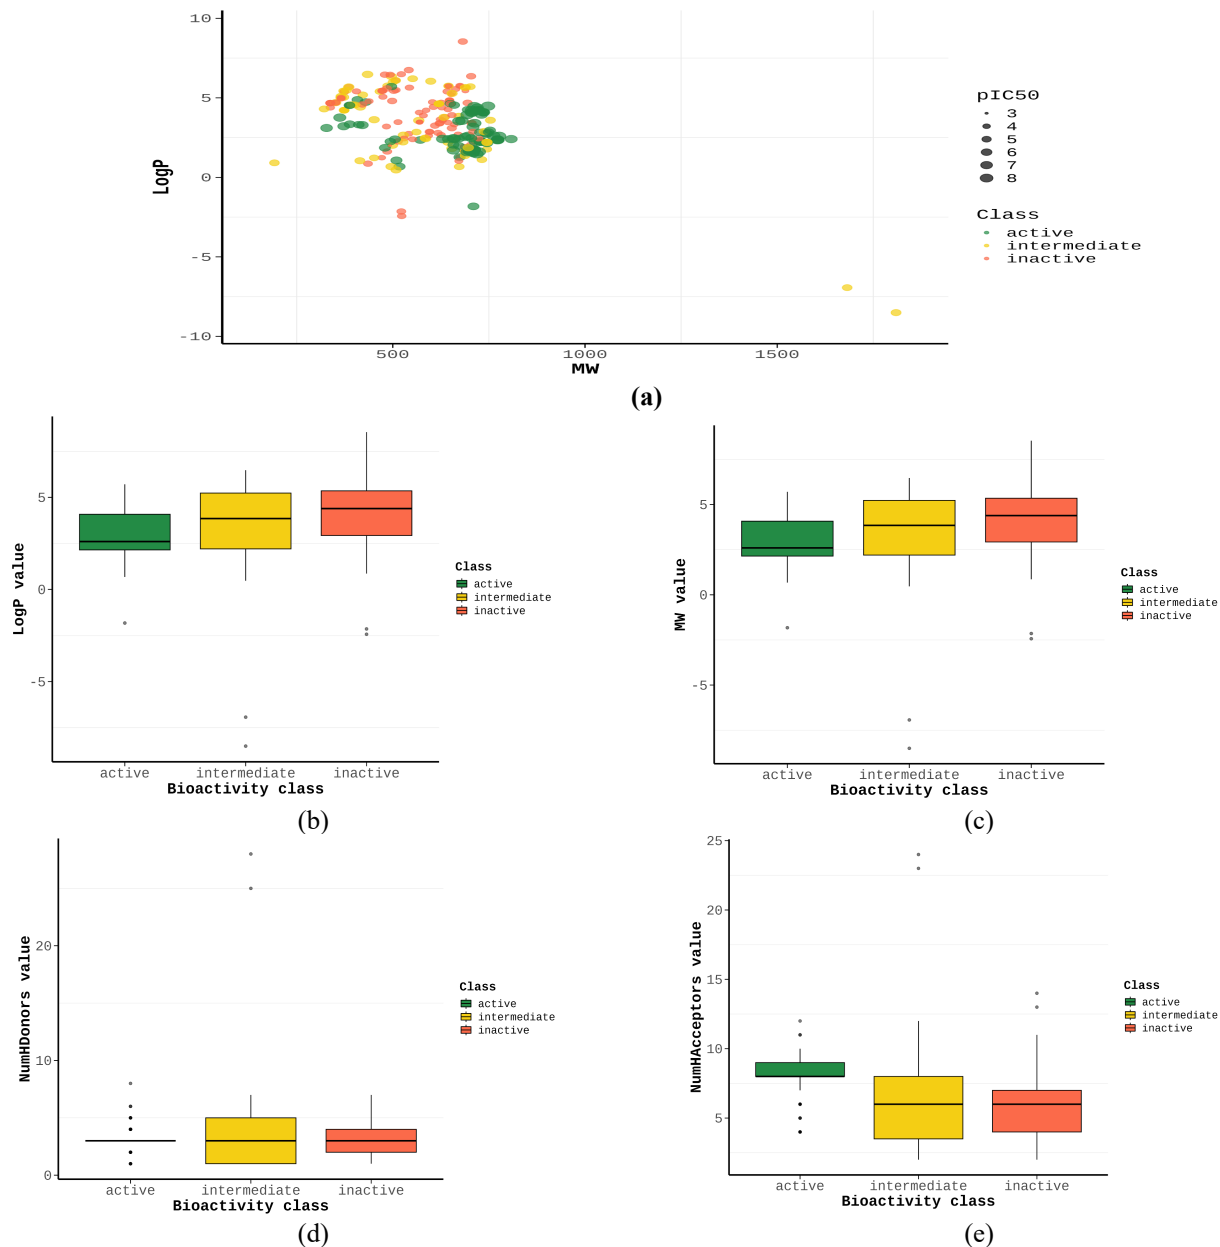 10
5
0
-5
-10
LogP
500
1000
1500
MW
pIC50
3
4
5
6
7
8
Class
active
intermediate
inactive
(a)
5
0
-5
LogP value
active intermediate inactive
Bioactivity class
Class
active
intermediate
inactive
(b)
5
0
-5
MW value
active intermediate inactive
Bioactivity class
Class
active
intermediate
inactive
(c)
20
10
0
NumHDonors value
active intermediate inactive
Bioactivity class
Class
active
intermediate
inactive
(d)
25
20
15
10
5
NumHAcceptors value
active intermediate inactive
Bioactivity class
Class
active
intermediate
inactive
(e)